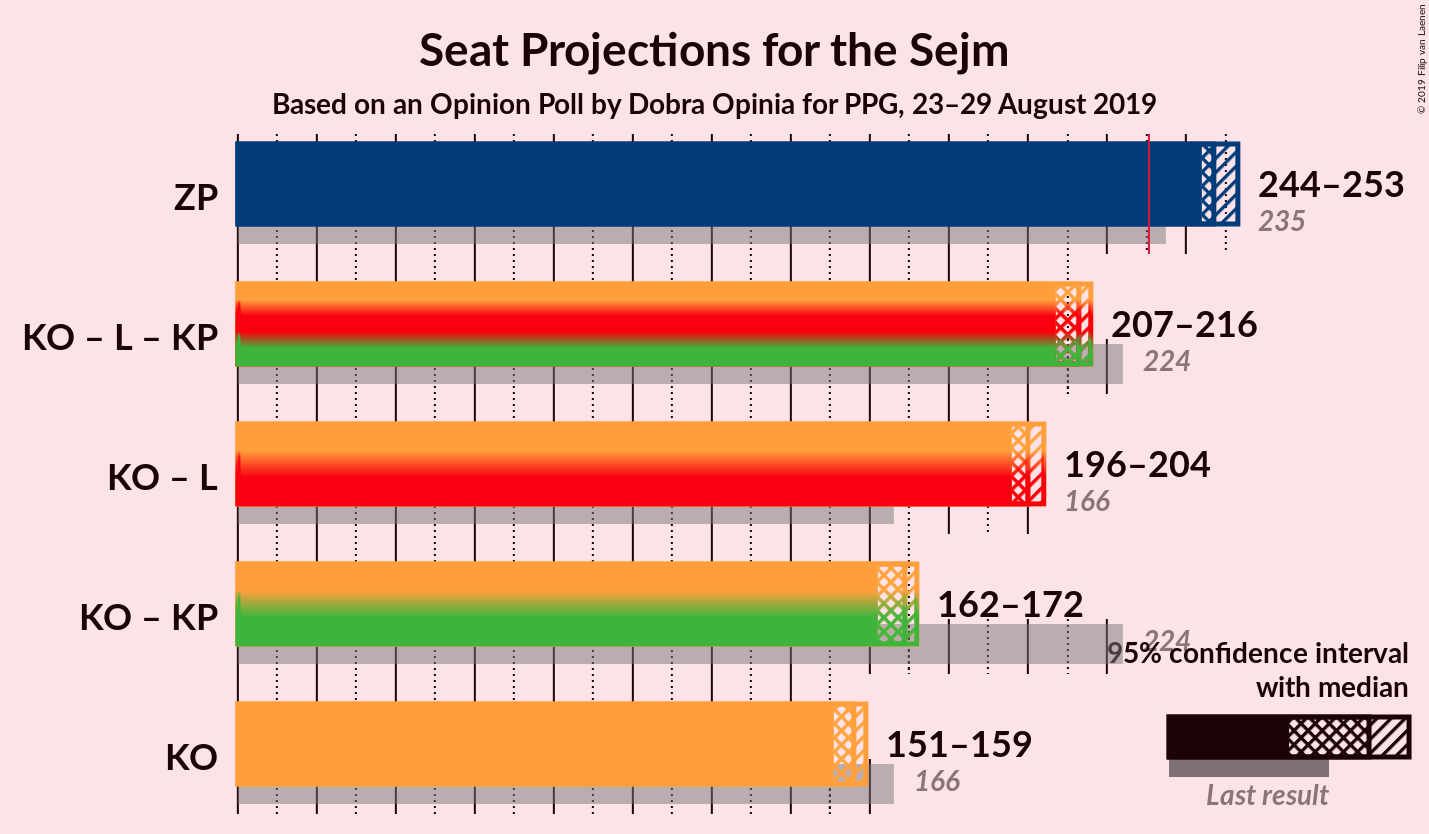 Seat Projections for the Sejm
Based on an Opinion Poll by Dobra Opinia for PPG, 23–29 August 2019
© 2019 Filip van Laenen
ZP
244–253
235
KO – L – KP
207–216
224
KO – L
196–204
166
KO – KP
162–172
224
95% confidence interval
with median
KO
151–159
166
Last result